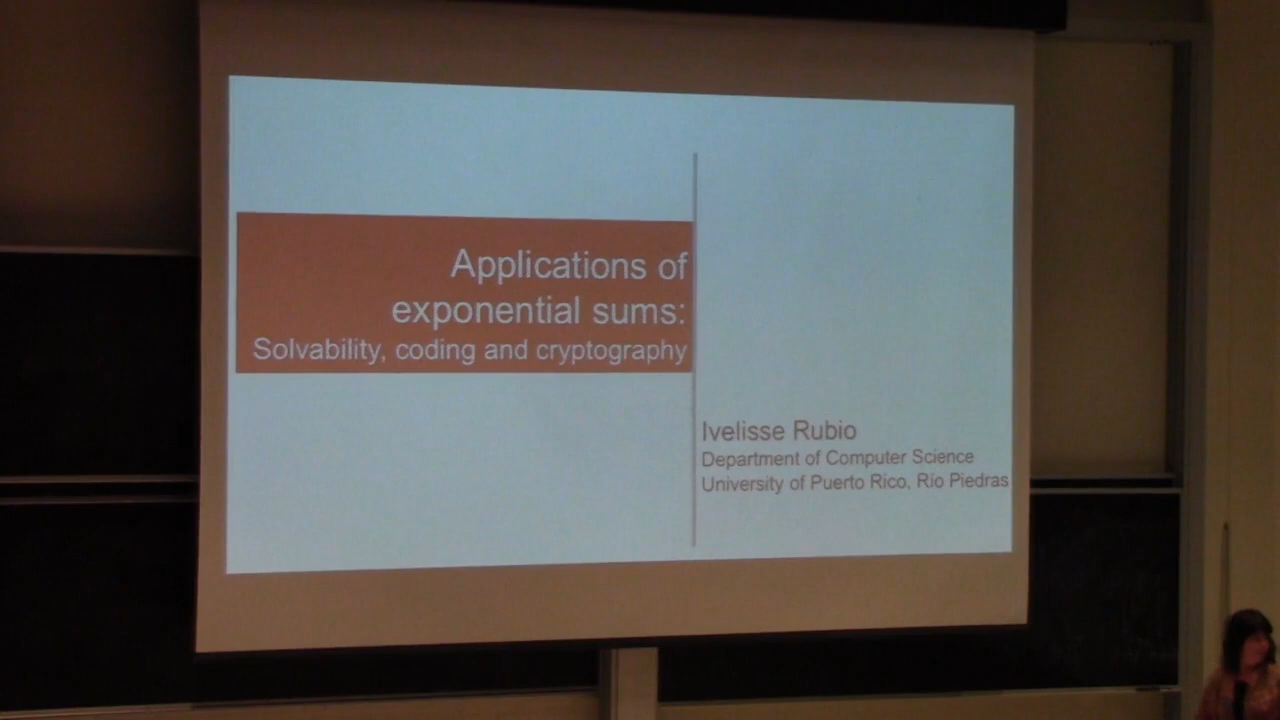 Applications of
exponential sums:
Solvability, coding and cryptography
Ivelisse Rubio
Department of Computer Science
University of Puerto Rico, Río Piedras